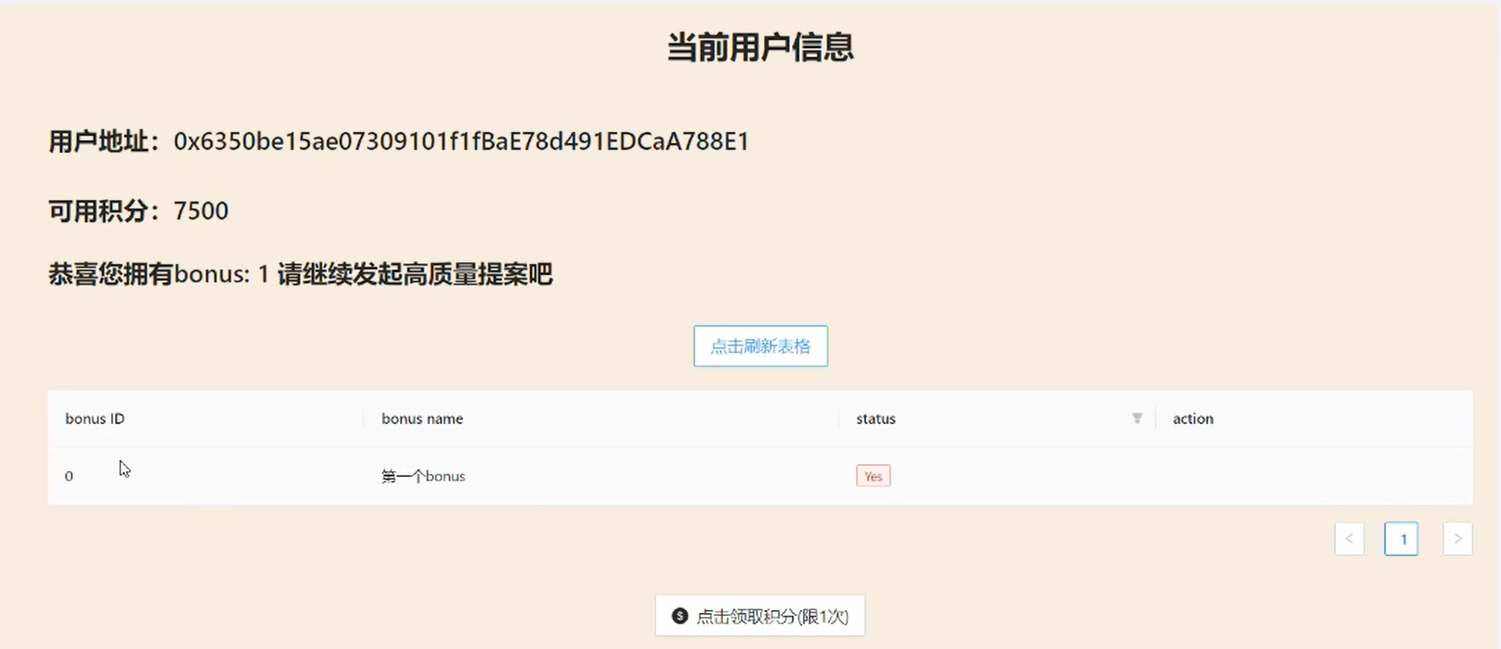 当前用户信息
用户地址：0x6350be15ae07309101f1fBaE78d491EDCaA788E1
可用积分：7500
恭喜您拥有bonus: 1 请继续发起高质量提案吧
点击刷新表格
bonus ID bonus name status action
0 第一个bonus Yes
< 1 >
$ 点击领取积分(限1次)